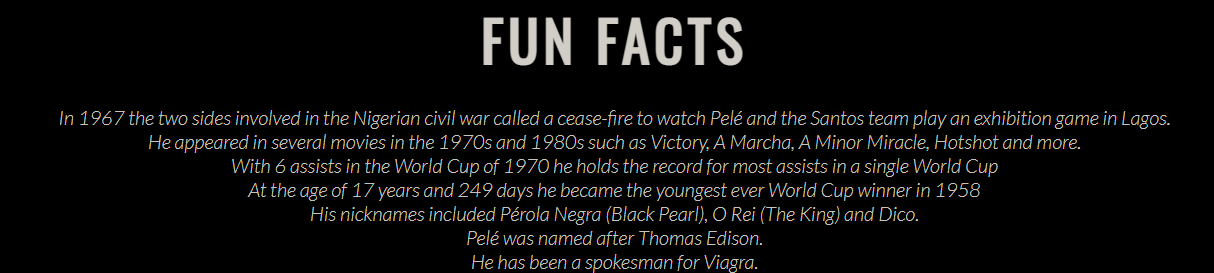 FUN FACTS
In 1967 the two sides involved in the Nigerian civil war called a cease-fire to watch Pelé and the Santos team play an exhibition game in Lagos.
He appeared in several movies in the 1970s and 1980s such as Victory, A Marcha, A Minor Miracle, Hotshot and more.
With 6 assists in the World Cup of 1970 he holds the record for most assists in a single World Cup
At the age of 17 years and 249 days he became the youngest ever World Cup winner in 1958
His nicknames included Pérola Negra (Black Pearl), O Rei (The King) and Dico.
Pelé was named after Thomas Edison.
He has been a spokesman for Viagra.